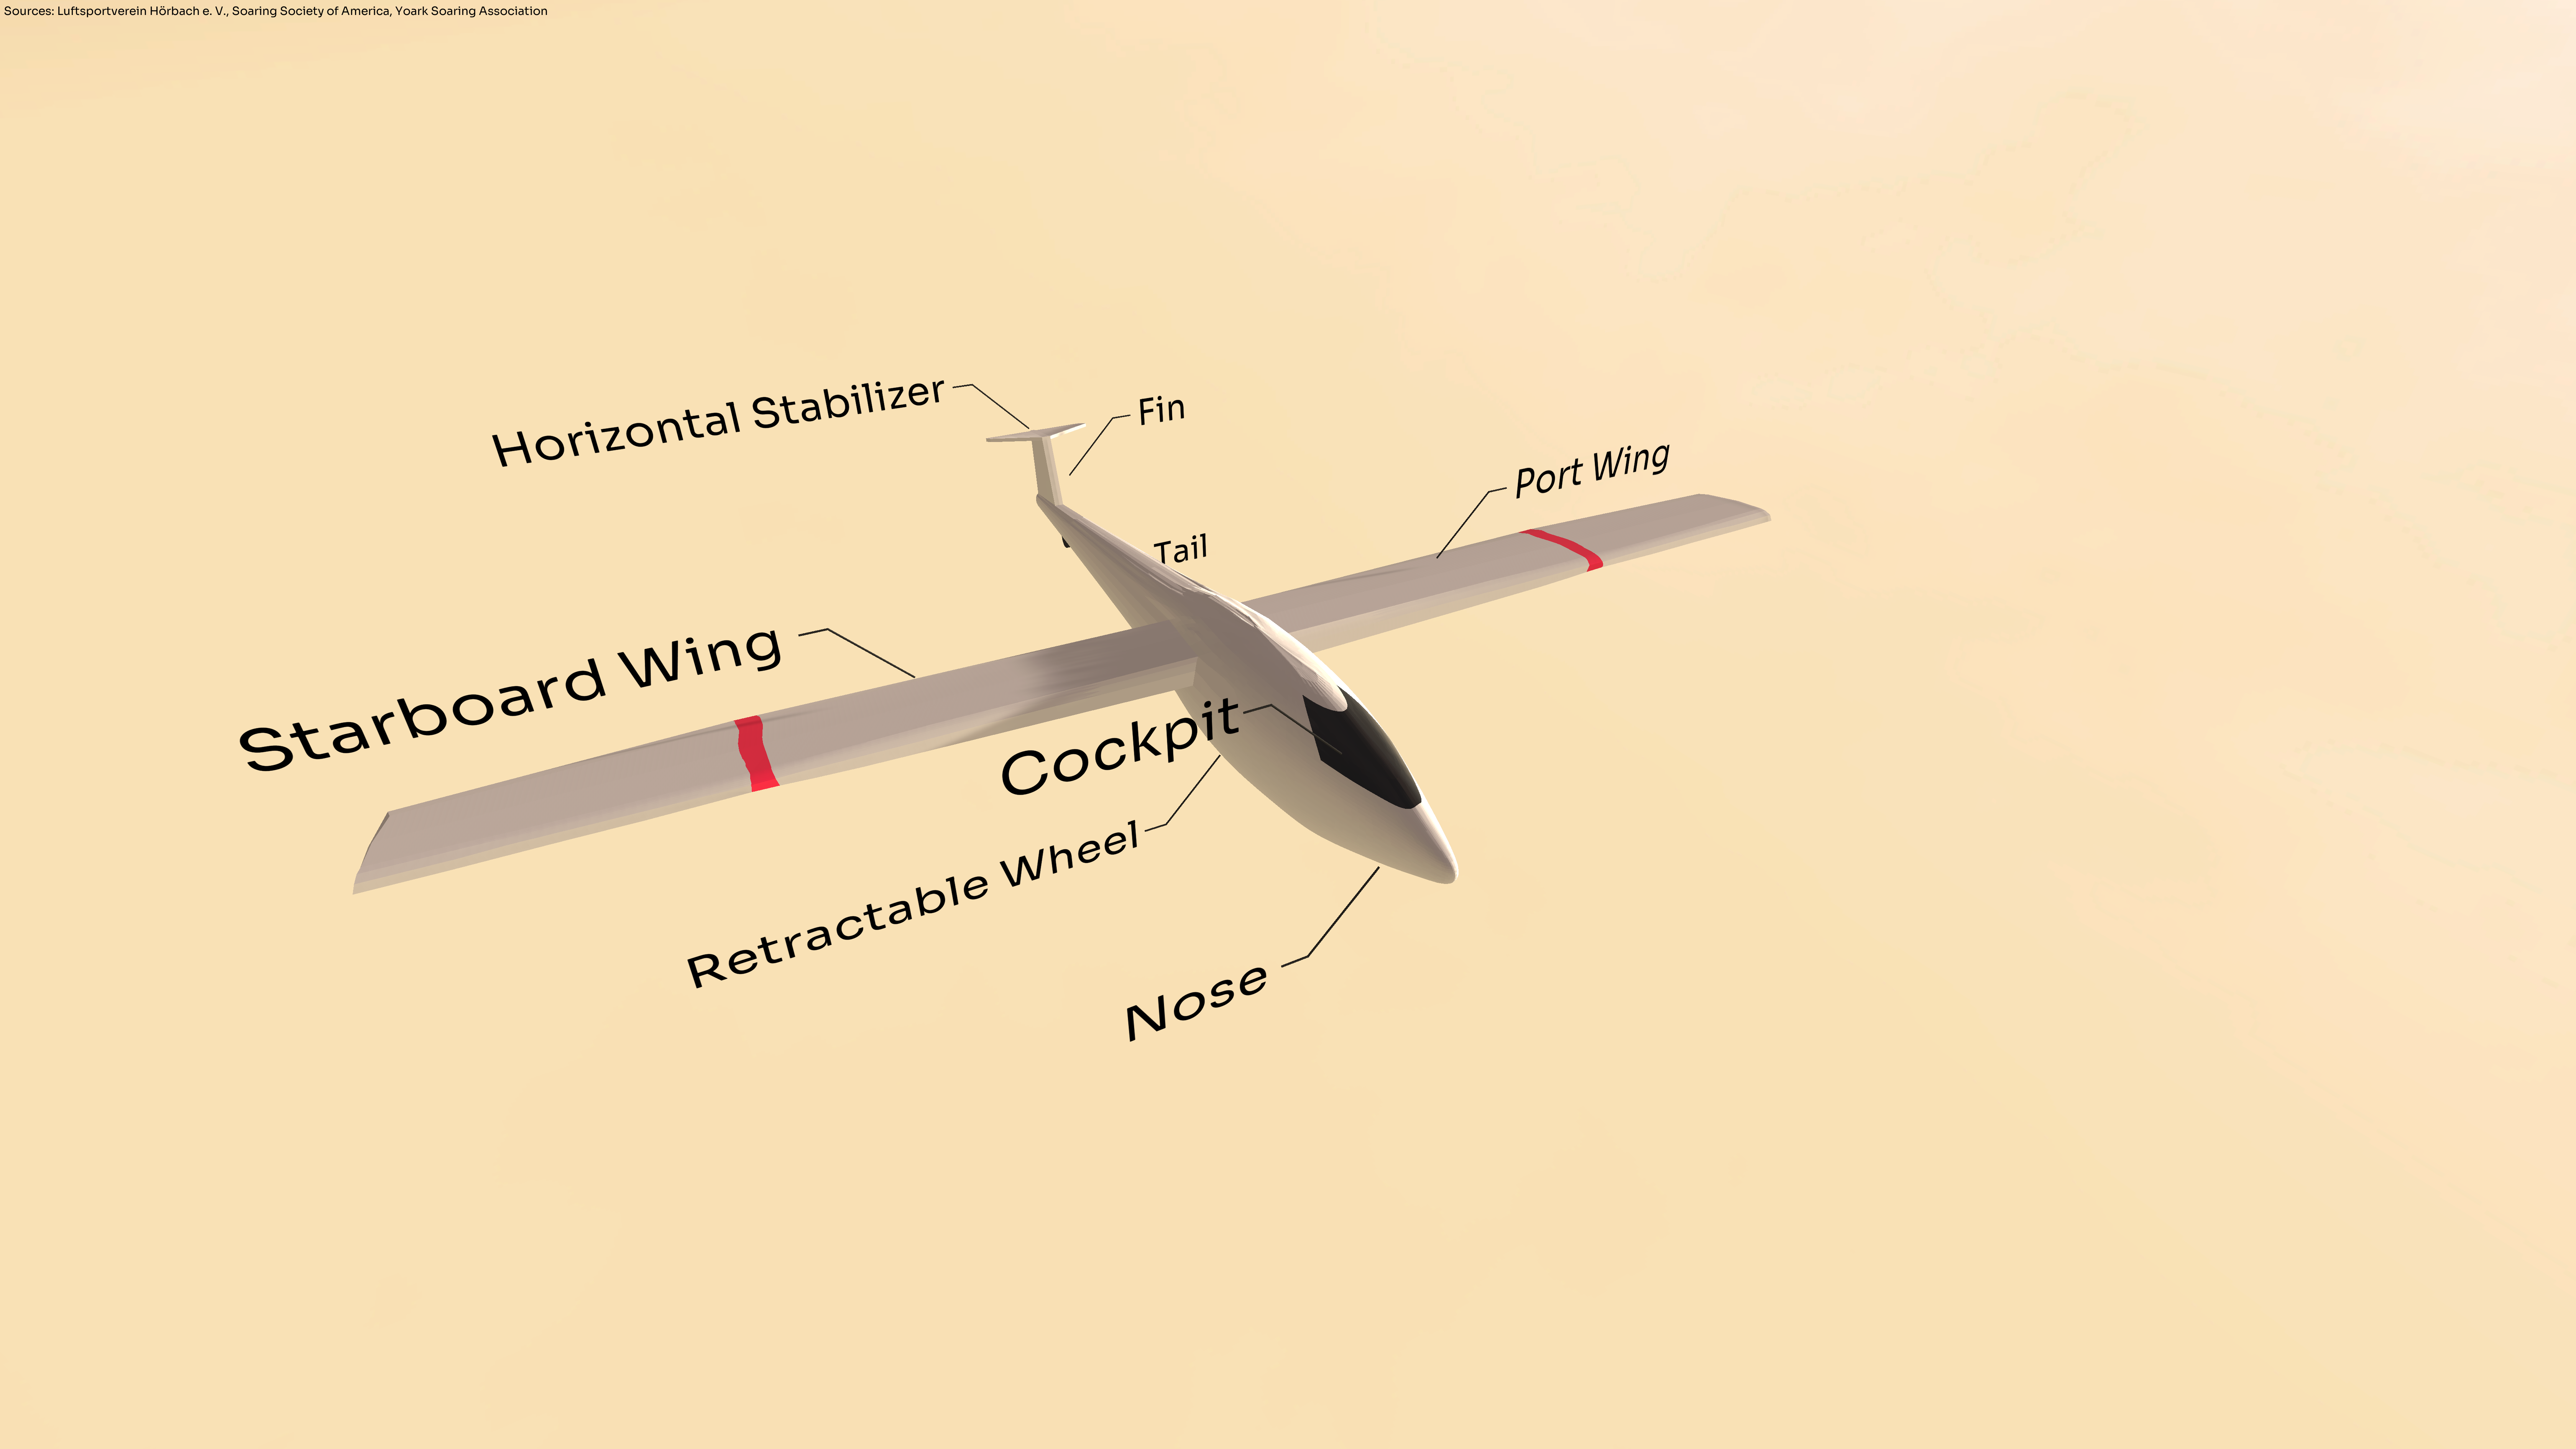 Sources: Luftsportverein Hörbach e. V., Soaring Society of America, Yoark Soaring Association
Horizontal Stabilizer
Fin
Port Wing
Tail
Starboard Wing
Cockpit
Retractable Wheel
Nose